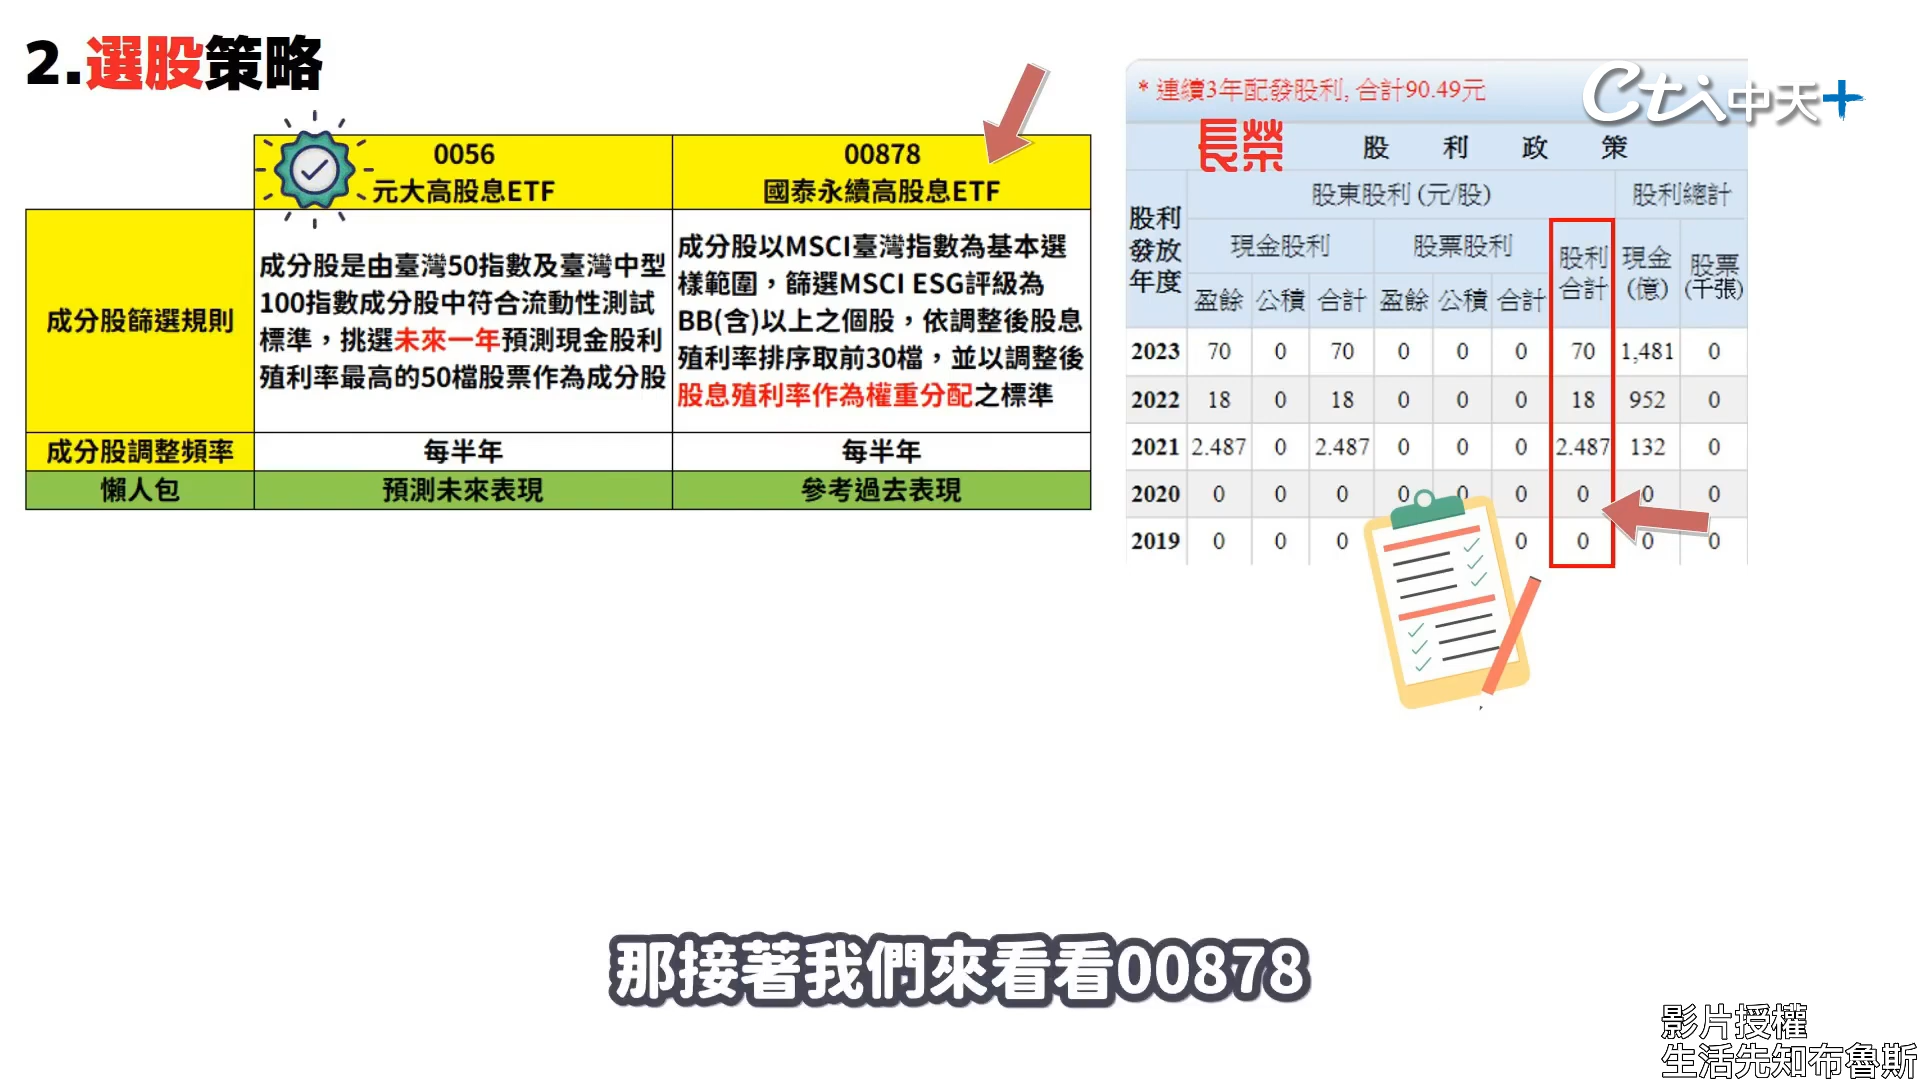 2.選股策略
0056
元大高股息ETF
00878
國泰永續高股息ETF
成分股篩選規則
成分股是由臺灣50指數及臺灣中型
100指數成分股中符合流動性測試
標準，挑選未來一年預測現金股利
殖利率最高的50檔股票作為成分股
成分股以MSCI臺灣指數為基本選
樣範圍，篩選MSCI ESG評級為
BB(含)以上之個股，依調整後股息
殖利率排序取前30檔，並以調整後
股息殖利率作為權重分配之標準
成分股調整頻率 每半年 每半年
懶人包 預測未來表現 參考過去表現
* 連續3年配發股利, 合計90.49元
cti中天+
長榮 股利政策
股利
發放
年度
股東股利 (元/股) 股利總計
現金股利 股票股利
股利
合計
現金
(億)
股票
(千張)
盈餘 公積 合計 盈餘 公積 合計
2023 70 0 70 0 0 0 70 1,481 0
2022 18 0 18 0 0 0 18 952 0
2021 2.487 0 2.487 0 0 0 2.487 132 0
2020 0 0 0 0 0 0 0 0 0
2019 0 0 0 0 0 0 0
那接著我們來看看00878
影片授權
生活先知布魯斯